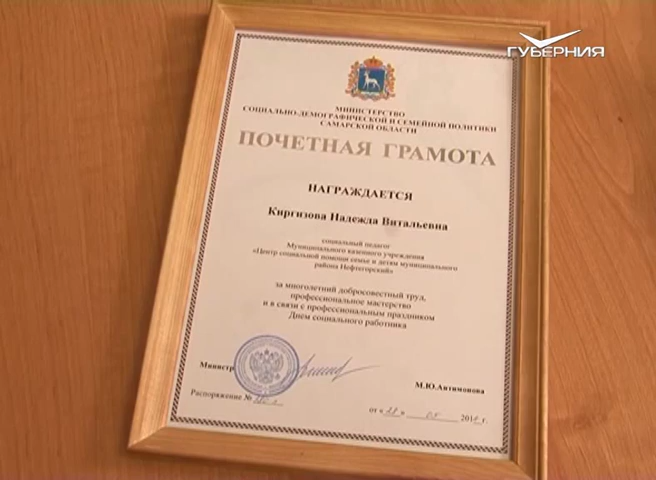 ГУБЕРНИЯ
МИНИСТЕРСТВО
СОЦИАЛЬНО-ДЕМОГРАФИЧЕСКОЙ И СЕМЕЙНОЙ ПОЛИТИКИ
САМАРСКОЙ ОБЛАСТИ
ПОЧЕТНАЯ ГРАМОТА
НАГРАЖДАЕТСЯ
Киргизова Надежда Витальевна
социальный педагог
Муниципального казенного учреждения
«Центр социальной помощи семье и детям муниципального
района Нефтегорский»
за многолетний добросовестный труд,
профессиональное мастерство
и в связи с профессиональным праздником
Днем социального работника
Министр
М.Ю.Антимонова
Распоряжение №
от « » 201 г.